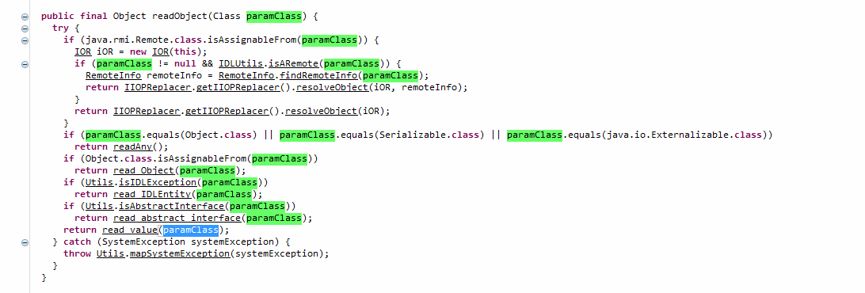 public final Object readObject(Class paramClass) {
try {
if (java.rmi.Remote.class.isAssignableFrom(paramClass)) {
IOR iOR = new IOR(this);
if (paramClass != null && IDLUtils.isARemote(paramClass)) {
RemoteInfo remoteInfo = RemoteInfo.findRemoteInfo(paramClass);
return IIOPReplacer.getIIOPReplacer().resolveObject(iOR, remoteInfo);
}
return IIOPReplacer.getIIOPReplacer().resolveObject(iOR);
}
if (paramClass.equals(Object.class) || paramClass.equals(Serializable.class) || paramClass.equals(java.io.Externalizable.class))
return readAny();
if (Object.class.isAssignableFrom(paramClass))
return read_Object(paramClass);
if (Utils.isIDLException(paramClass))
return read_IDLEntity(paramClass);
if (Utils.isAbstractInterface(paramClass))
return read_abstract_interface(paramClass);
return read_value(paramClass);
} catch (SystemException systemException) {
throw Utils.mapSystemException(systemException);
}
}